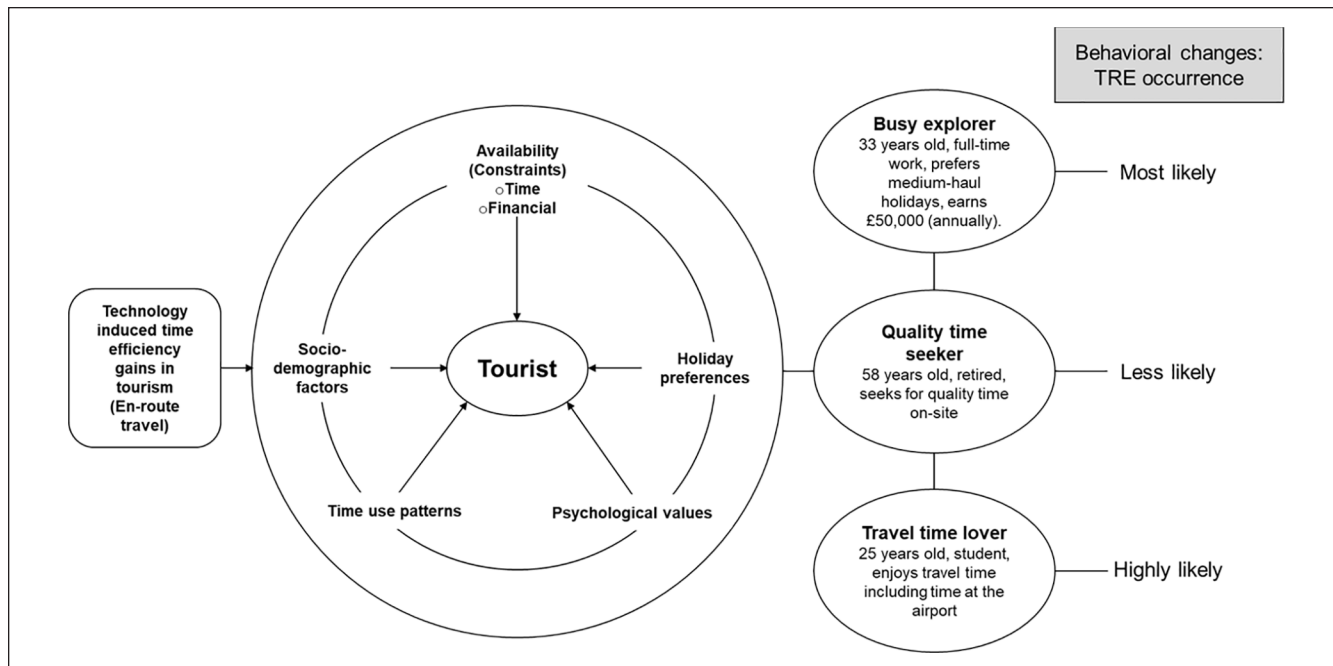 Behavioral changes:
TRE occurrence
Technology
induced time
efficiency
gains in
tourism
(En-route
travel)
Availability
(Constraints)
○Time
○Financial
Socio-
demographic
factors
Tourist
Holiday
preferences
Time use patterns
Psychological values
Busy explorer
33 years old, full-time
work, prefers
medium-haul
holidays, earns
£50,000 (annually).
Most likely
Quality time
seeker
58 years old, retired,
seeks for quality time
on-site
Less likely
Travel time lover
25 years old, student,
enjoys travel time
including time at the
airport
Highly likely